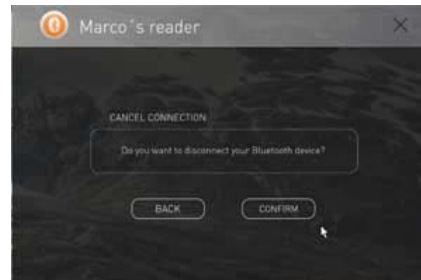 Marco´s reader
CANCEL CONNECTION
Do you want to disconnect your Bluetooth device?
BACK
CONFIRM